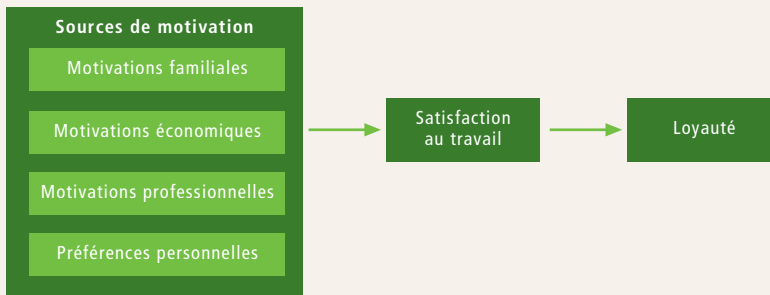 Sources de motivation
Motivations familiales
Motivations économiques
Motivations professionnelles
Préférences personnelles
Satisfaction
au travail
Loyauté